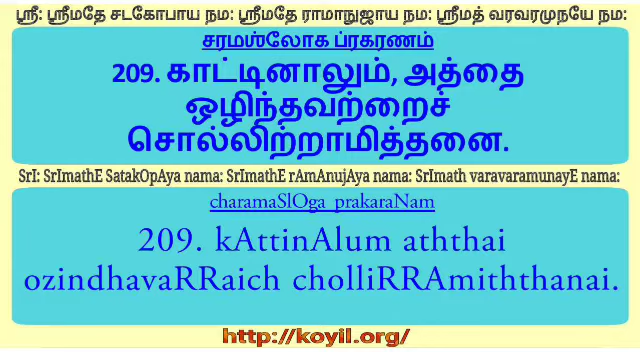 ஸ்ரீ: ஸ்ரீமதே சடகோபாய நம: ஸ்ரீமதே ராமாநுஜாய நம: ஸ்ரீமத் வரவரமுநயே நம:
சரமஶ்லோக ப்ரகரணம்
209. காட்டினாலும், அத்தை
ஒழிந்தவற்றைச்
சொல்லிற்றாமித்தனை.
SrI: SrImathE SatakOpAya nama: SrImathE rAmAnujAya nama: SrImath varavaramunayE nama:
charamaSlOga prakaraNam
209. kAttinAlum aththai
ozindhavaRRaich cholliRRAmiththanai.
http://koyil.org/